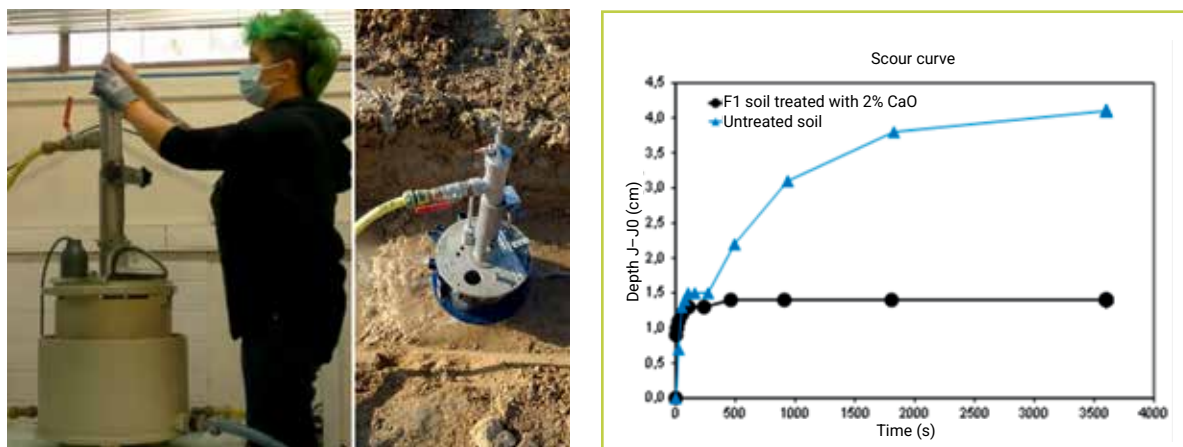 Scour curve
F1 soil treated with 2% CaO
Untreated soil
Depth J–J0 (cm)
4,5
4,0
3,5
3,0
2,5
2,0
1,5
1,0
0,5
0,0
0 500 1000 1500 2000 2500 3000 3500 4000
Time (s)